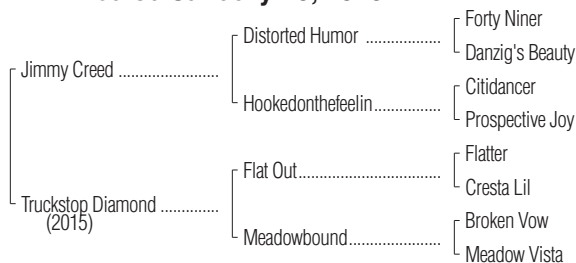 Forty Niner
Distorted Humor ..................
Danzig's Beauty
Jimmy Creed ........................
Citidancer
Hookedonthefeelin................
Prospective Joy
Flatter
Flat Out..............................
Cresta Lil
Truckstop Diamond ..............
(2015)
Broken Vow
Meadowbound......................
Meadow Vista